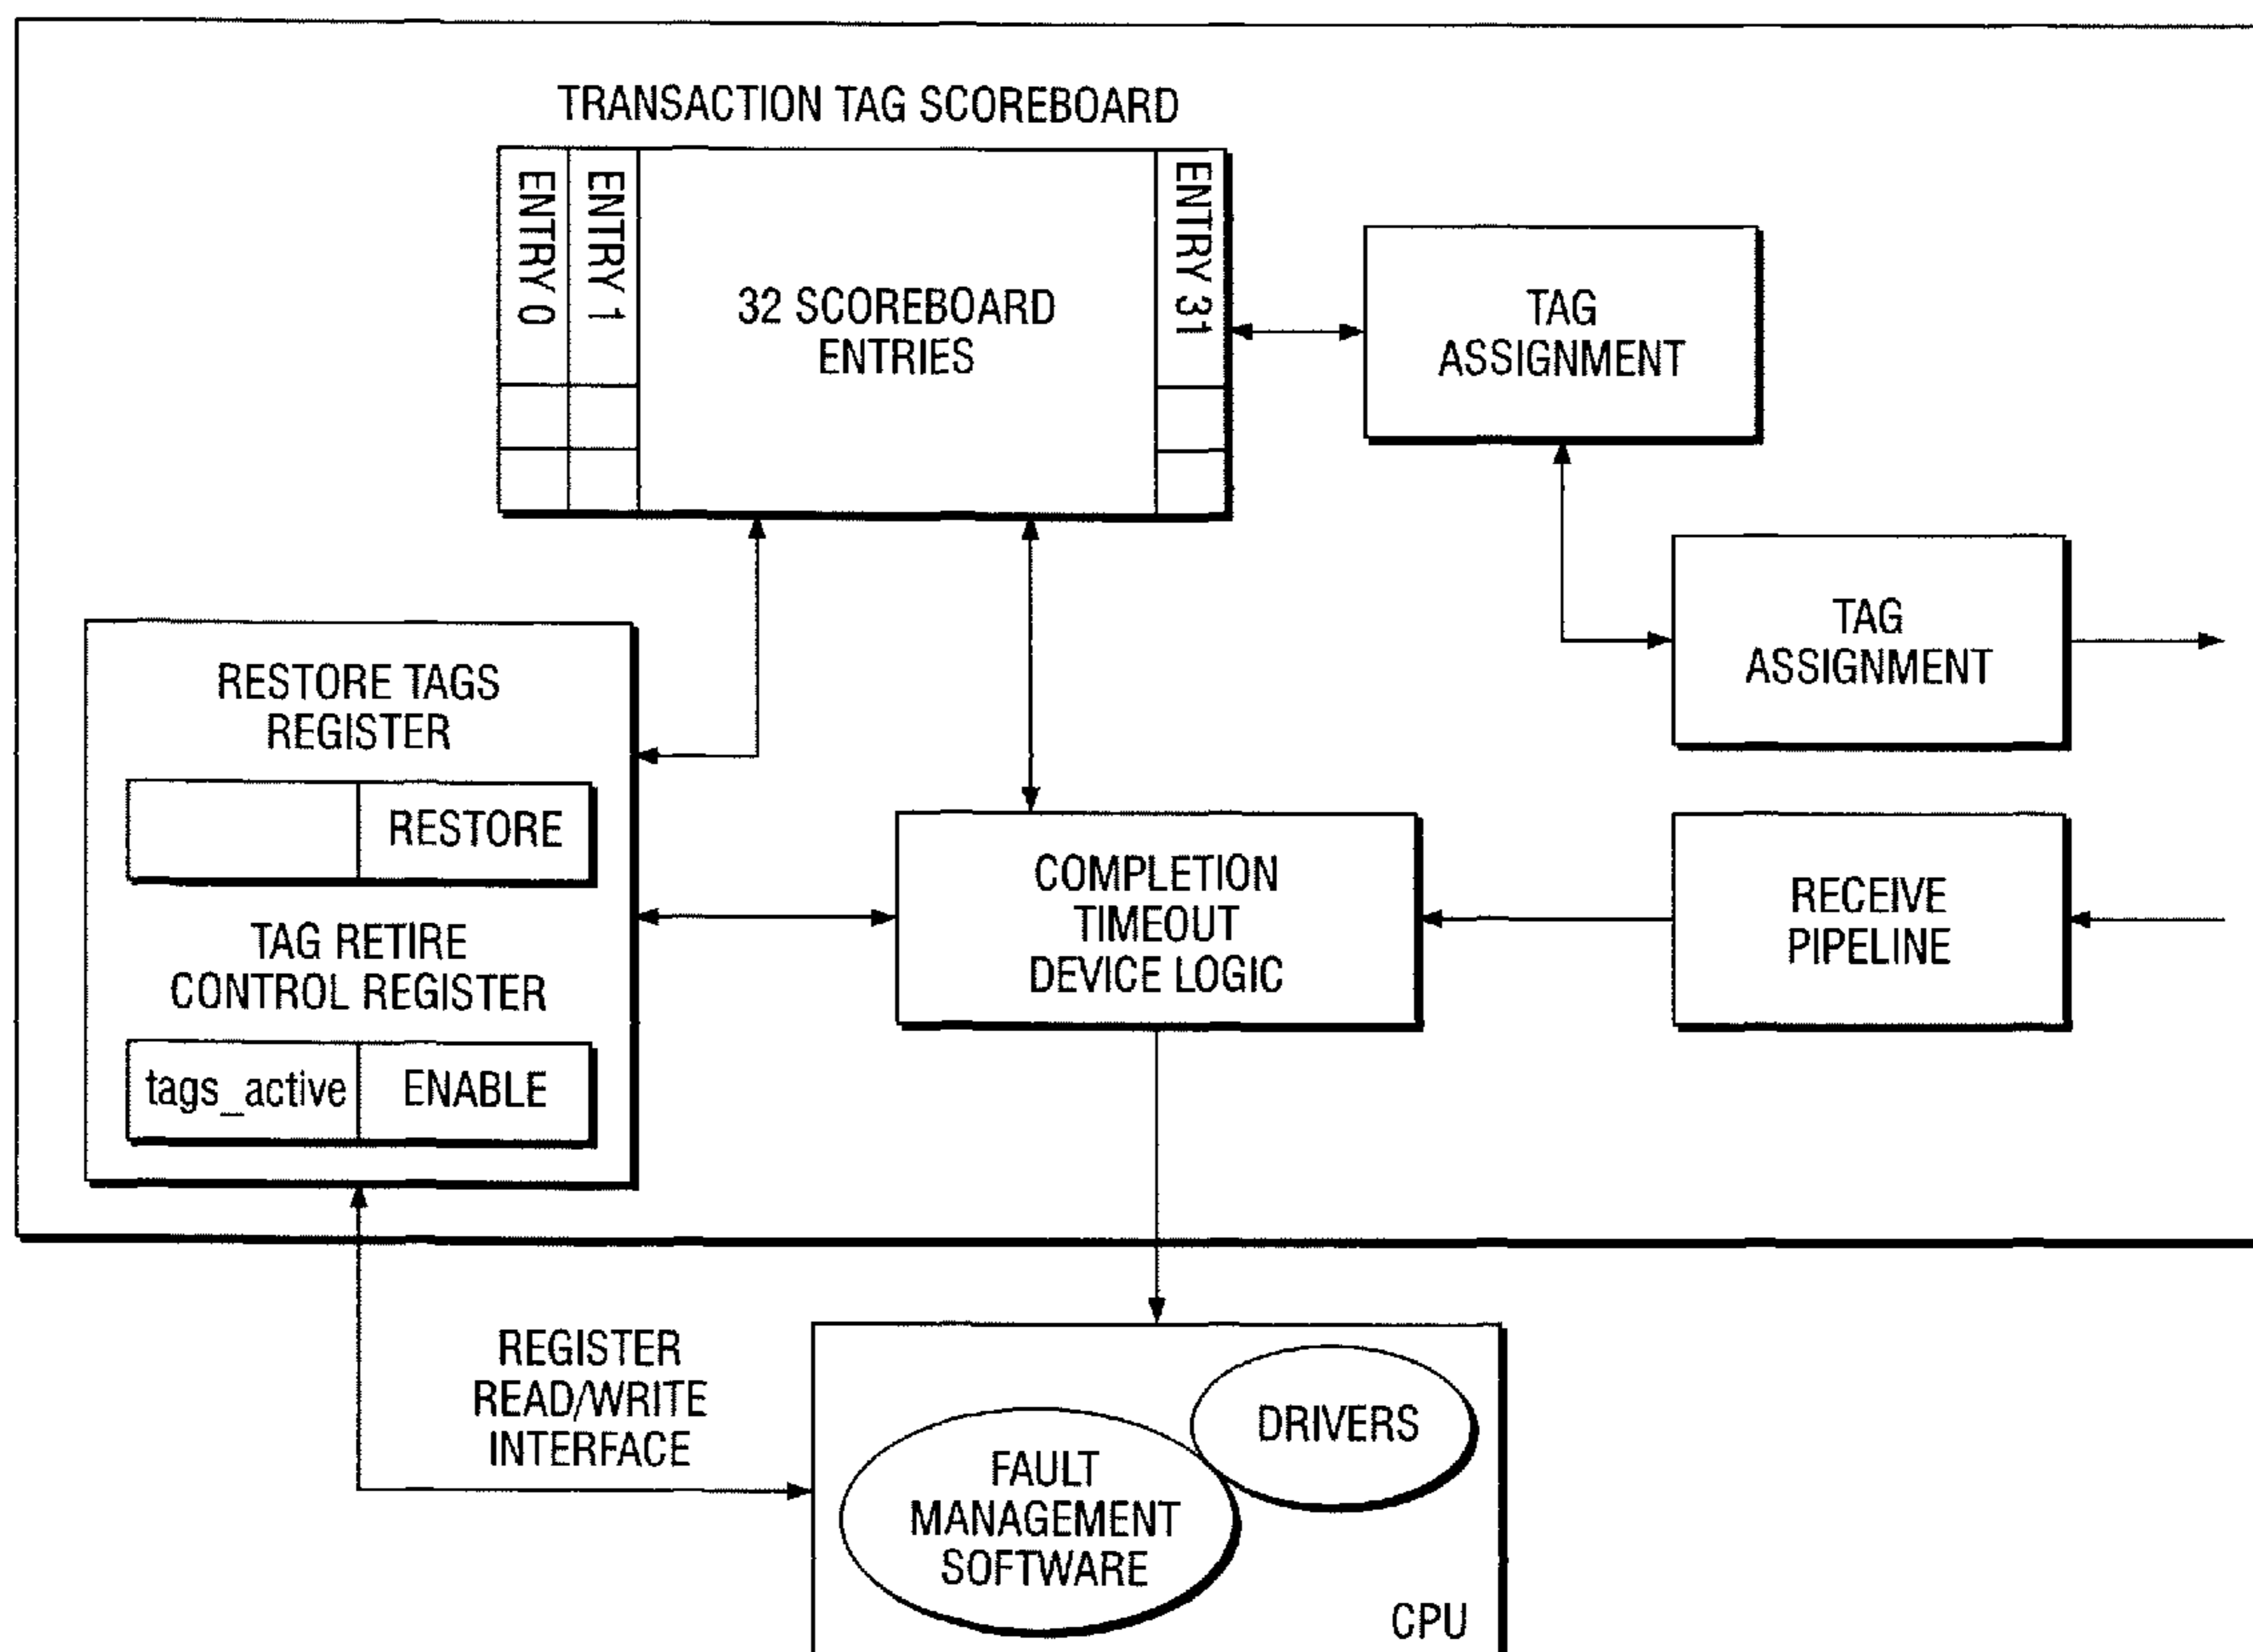 TRANSACTION TAG SCOREBOARD
ENTRY 0
ENTRY 1
32 SCOREBOARD
ENTRIES
ENTRY 31
TAG
ASSIGNMENT
TAG
ASSIGNMENT
RESTORE TAGS
REGISTER
RESTORE
TAG RETIRE
CONTROL REGISTER
tags_active
ENABLE
COMPLETION
TIMEOUT
DEVICE LOGIC
RECEIVE
PIPELINE
REGISTER
READ/WRITE
INTERFACE
DRIVERS
FAULT
MANAGEMENT
SOFTWARE
CPU